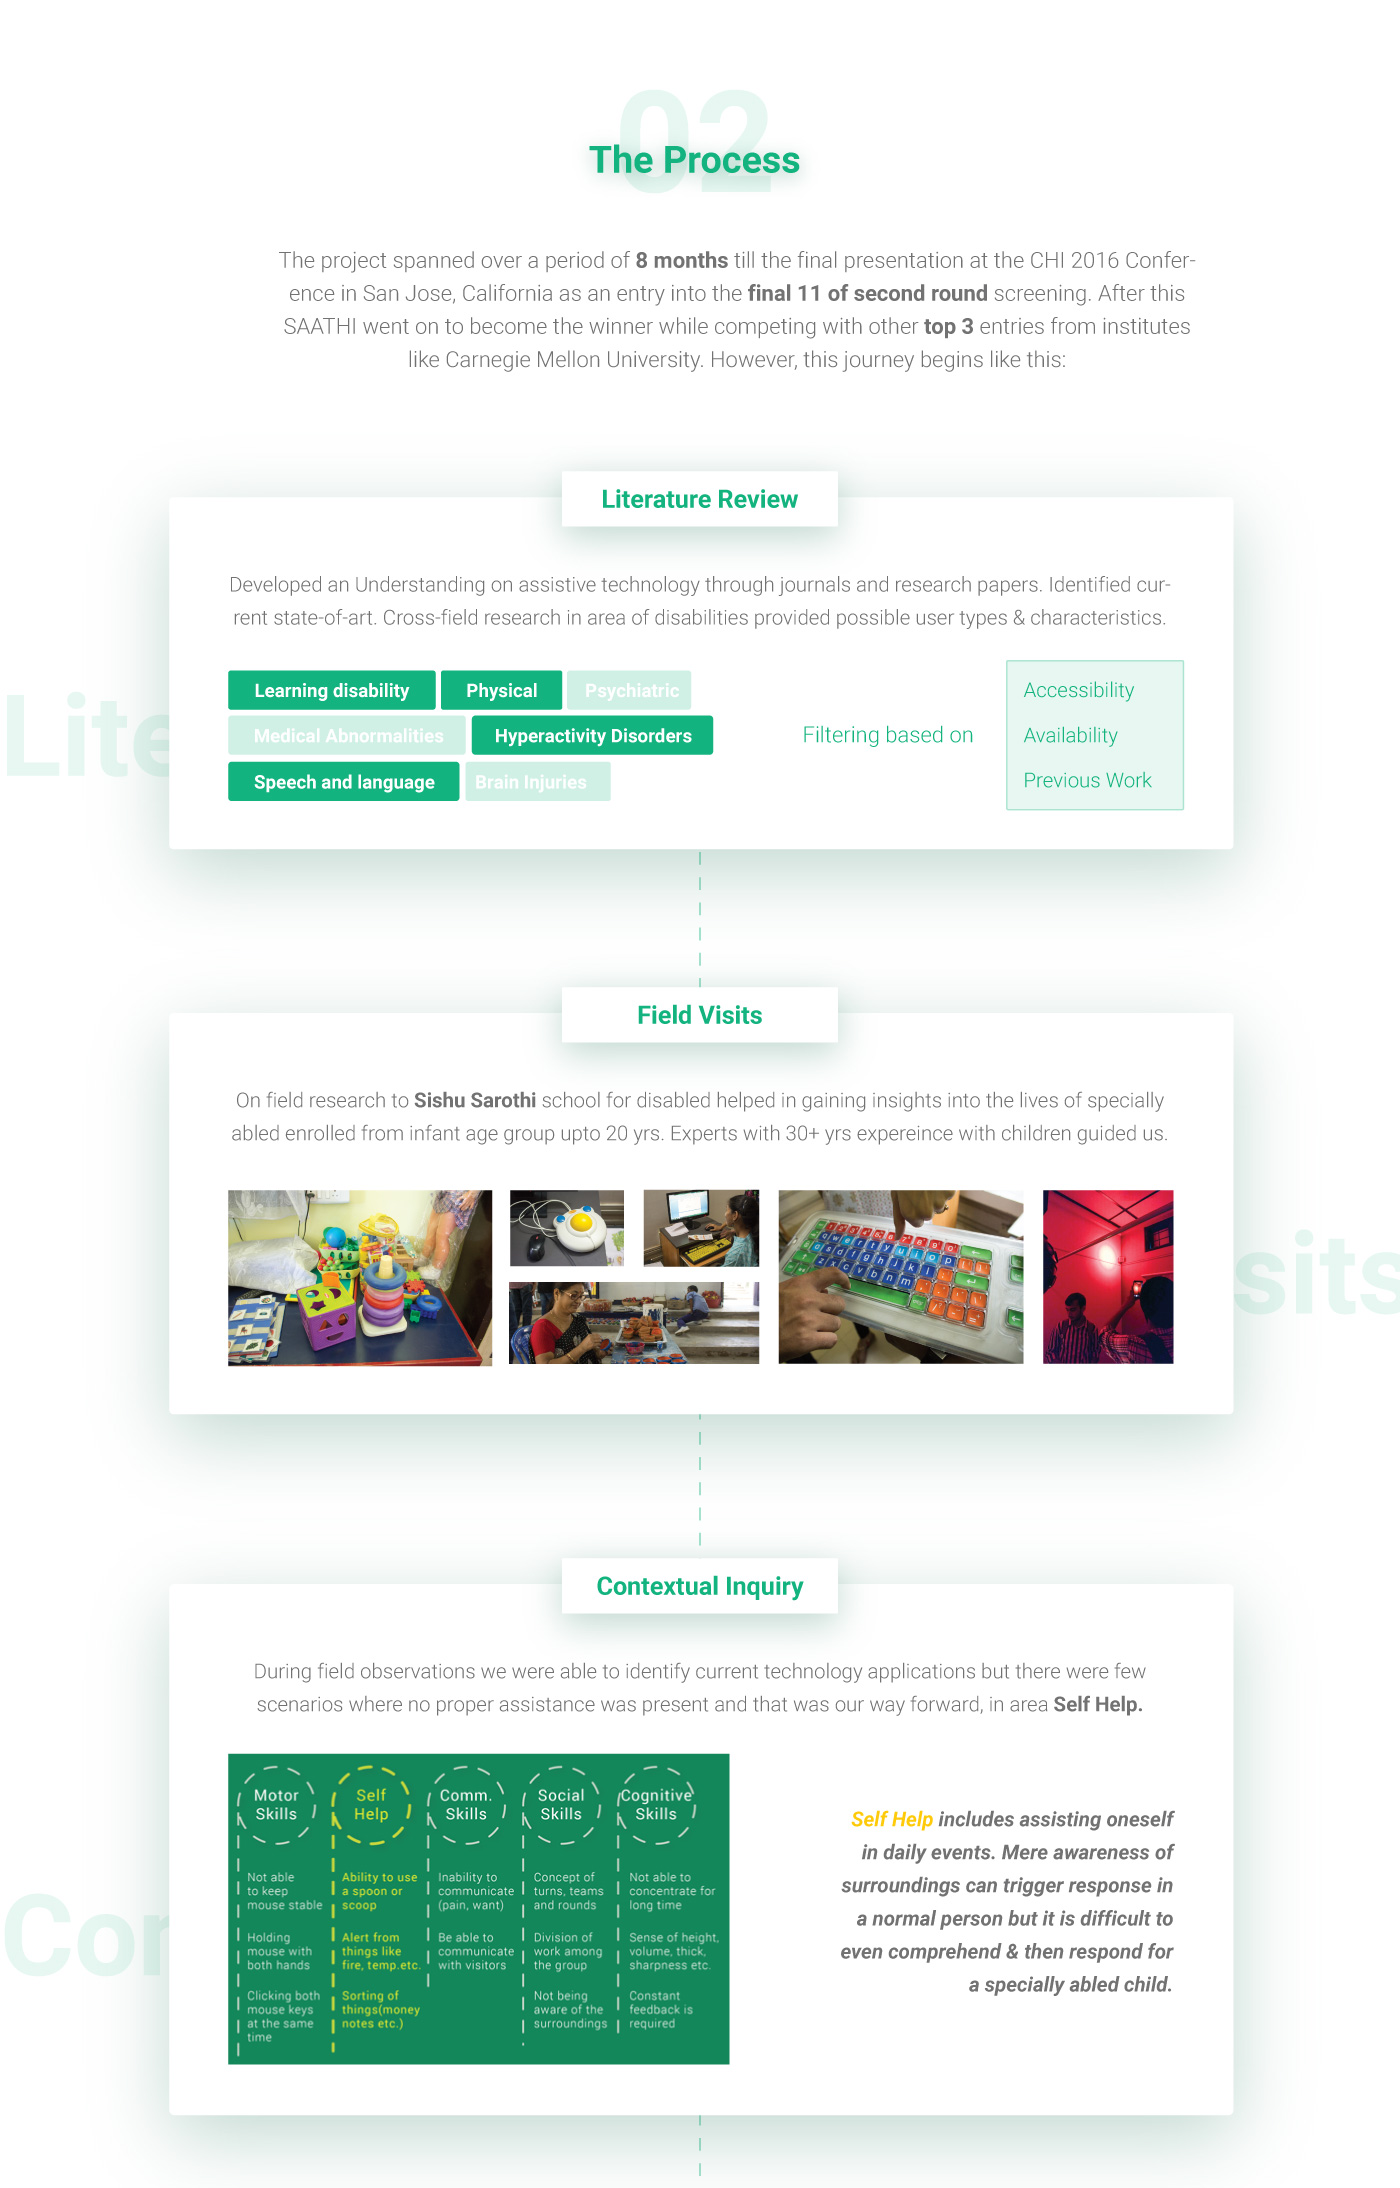 02
The Process
The project spanned over a period of 8 months till the final presentation at the CHI 2016 Confer-
ence in San Jose, California as an entry into the final 11 of second round screening. After this
SAATHI went on to become the winner while competing with other top 3 entries from institutes
like Carnegie Mellon University. However, this journey begins like this:
Literature Review
Developed an Understanding on assistive technology through journals and research papers. Identified cur-
rent state-of-art. Cross-field research in area of disabilities provided possible user types & characteristics.
Lite
Learning disability Physical Psychiatric
Medical Abnormalities Hyperactivity Disorders
Speech and language Brain Injuries
Filtering based on
Accessibility
Availability
Previous Work
Field Visits
On field research to Sishu Sarothi school for disabled helped in gaining insights into the lives of specially
abled enrolled from infant age group upto 20 yrs. Experts with 30+ yrs expereince with children guided us.
sits
Contextual Inquiry
During field observations we were able to identify current technology applications but there were few
scenarios where no proper assistance was present and that was our way forward, in area Self Help.
Con
Motor
Skills
Not able
to keep
mouse stable
Holding
mouse with
both hands
Clicking both
mouse keys
at the same
time
Self
Help
Ability to use
a spoon or
scoop
Alert from
things like
fire, temp.etc.
Sorting of
things(money
notes etc.)
Comm.
Skills
Inability to
communicate
(pain, want)
Be able to
communicate
with visitors
Social
Skills
Concept of
turns, teams
and rounds
Division of
work among
the group
Not being
aware of the
surroundings
Cognitive
Skills
Not able to
concentrate for
long time
Sense of height,
volume, thick,
sharpness etc.
Constant
feedback is
required
Self Help includes assisting oneself
in daily events. Mere awareness of
surroundings can trigger response in
a normal person but it is difficult to
even comprehend & then respond for
a specially abled child.